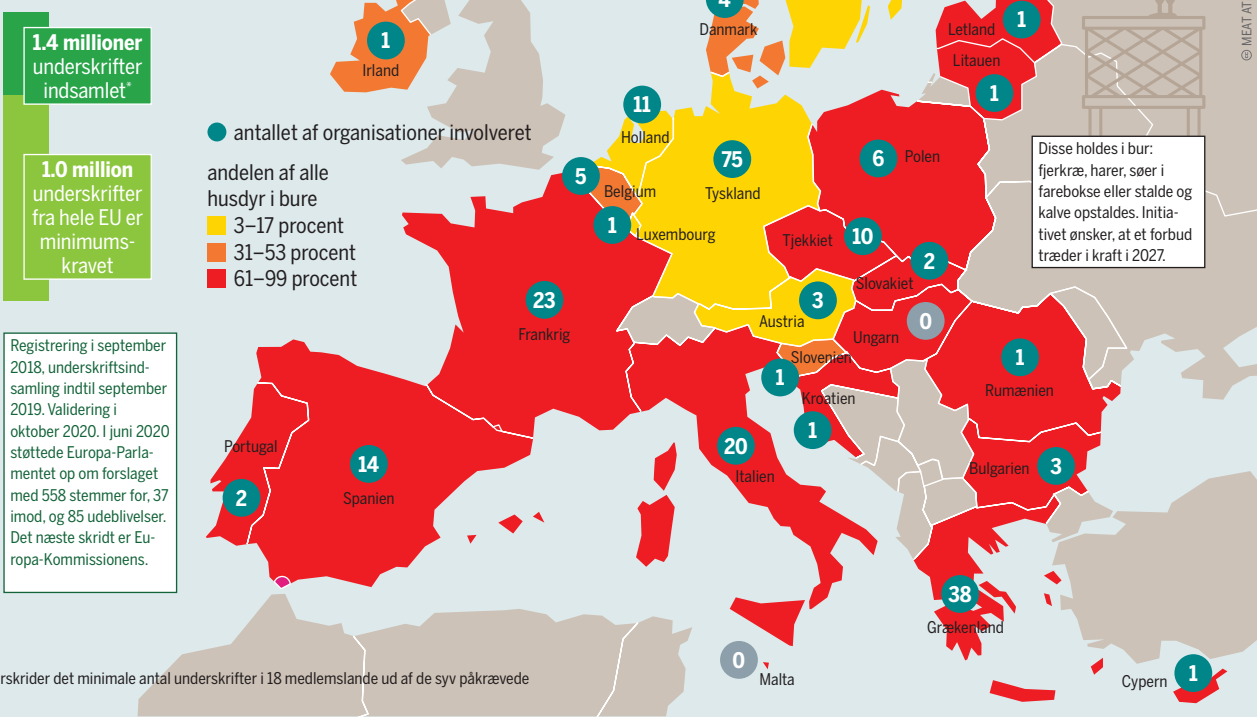 1.4 millioner
underskrifter
indsamlet*
1.0 million
underskrifter
fra hele EU er
minimums-
kravet
antallet af organisationer involveret
andelen af alle
husdyr i bure
3–17 procent
31–53 procent
61–99 procent
Registrering i september
2018, underskriftsind-
samling indtil september
2019. Validering i
oktober 2020. I juni 2020
støttede Europa-Parla-
mentet op om forslaget
med 558 stemmer for, 37
imod, og 85 udeblivelser.
Det næste skridt er Eu-
ropa-Kommissionens.
1
Irland
4
Danmark
Letland
1
Litauen
1
© MEAT AT
11
Holland
75
Tyskland
6
Polen
5
Belgium
1
Luxembourg
Tjekkiet
10
2
Slovakiet
Disse holdes i bur:
fjerkræ, harer, søer i
farebokse eller stalde og
kalve opstaldes. Initia-
tivet ønsker, at et forbud
træder i kraft i 2027.
23
Frankrig
3
Austria
Ungarn
0
Slovenien
1
Kroatien
1
1
Rumænien
Portugal
2
14
Spanien
20
Italien
Bulgarien
3
38
Grækenland
0
Malta
Cypern
1
rskrider det minimale antal underskrifter i 18 medlemslande ud af de syv påkrævede